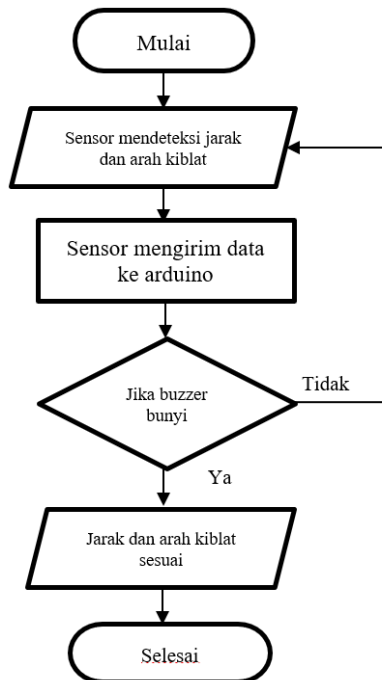 Mulai
Sensor mendeteksi jarak
dan arah kiblat
Sensor mengirim data
ke arduino
Jika buzzer
bunyi
Tidak
Ya
Jarak dan arah kiblat
sesuai
Selesai